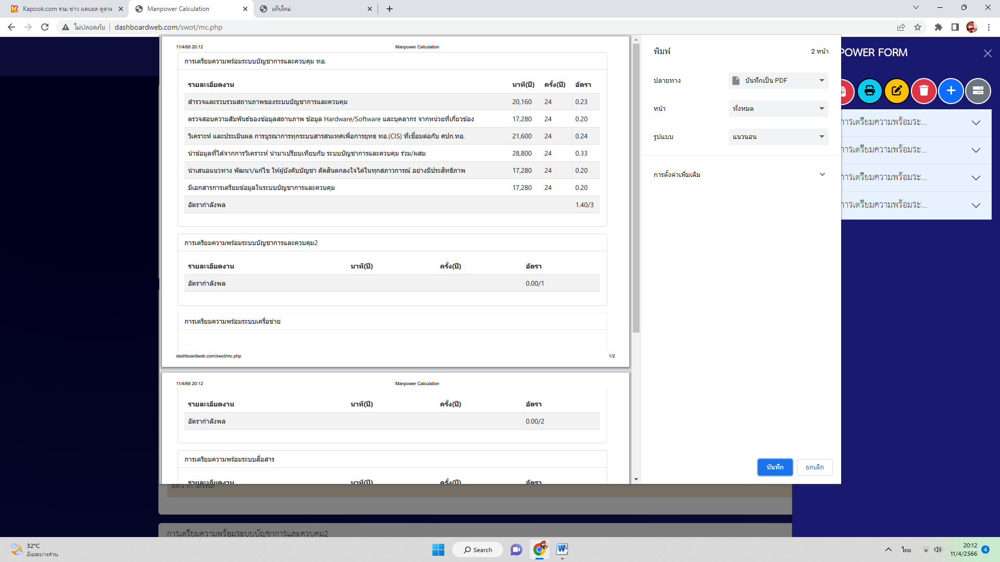 Kapook.com รวม ข่าว ผลบอล ดูดวง
Manpower Calculation
แท็บใหม่
ไม่ปลอดภัย
dashboardweb.com/swot/mc.php
11/4/66 20:12
Manpower Calculation
การเตรียมความพร้อมระบบบัญชาการและควบคุม ทอ.
รายละเอียดงาน นาที(ปี) ครั้ง(ปี) อัตรา
สำรวจและรวบรวมสถานภาพของระบบบัญชาการและควบคุม 20,160 24 0.23
ตรวจสอบความสัมพันธ์ของข้อมูลสถานภาพ ข้อมูล Hardware/Software และบุคลากร จากหน่วยที่เกี่ยวข้อง 17,280 24 0.20
วิเคราะห์ และประเมินผล การบูรณาการทุกระบบสารสนเทศเพื่อการยุทธ ทอ.(CIS) ที่เชื่อมต่อกับ ศปก.ทอ. 21,600 24 0.24
นำข้อมูลที่ได้จากการวิเคราะห์ นำมาเปรียบเทียบกับ ระบบบัญชาการและควบคุม ร่วม/ผสม 28,800 24 0.33
นำเสนอแนวทาง พัฒนา/แก้ไข ให้ผู้บังคับบัญชา ตัดสินตกลงใจได้ในทุกสภาวการณ์ อย่างมีประสิทธิภาพ 17,280 24 0.20
มีเอกสารการเตรียมข้อมูลในระบบบัญชาการและควบคุม 17,280 24 0.20
อัตรากำลังพล 1.40/3
การเตรียมความพร้อมระบบบัญชาการและควบคุม2
รายละเอียดงาน นาที(ปี) ครั้ง(ปี) อัตรา
อัตรากำลังพล 0.00/1
การเตรียมความพร้อมระบบเครื่อข่าย
dashboardweb.com/swot/mc.php
1/2
11/4/66 20:12
Manpower Calculation
รายละเอียดงาน นาที(ปี) ครั้ง(ปี) อัตรา
อัตรากำลังพล 0.00/2
การเตรียมความพร้อมระบบสื่อสาร
รายละเอียดงาน นาที(ปี) ครั้ง(ปี) อัตรา
พิมพ์
2 หน้า
ปลายทาง
บันทึกเป็น PDF
หน้า
ทั้งหมด
รูปแบบ
แนวนอน
การตั้งค่าเพิ่มเติม
บันทึก
ยกเลิก
POWER FORM
การเตรียมความพร้อมระ...
การเตรียมความพร้อมระ...
การเตรียมความพร้อมระ...
การเตรียมความพร้อมระ...
อัตรากำลังพล
การเตรียมความพร้อมระบบบัญชาการและควบคุม2
32°C
มีเมฆบางส่วน
Search
ไทย
20:12
11/4/2566
4